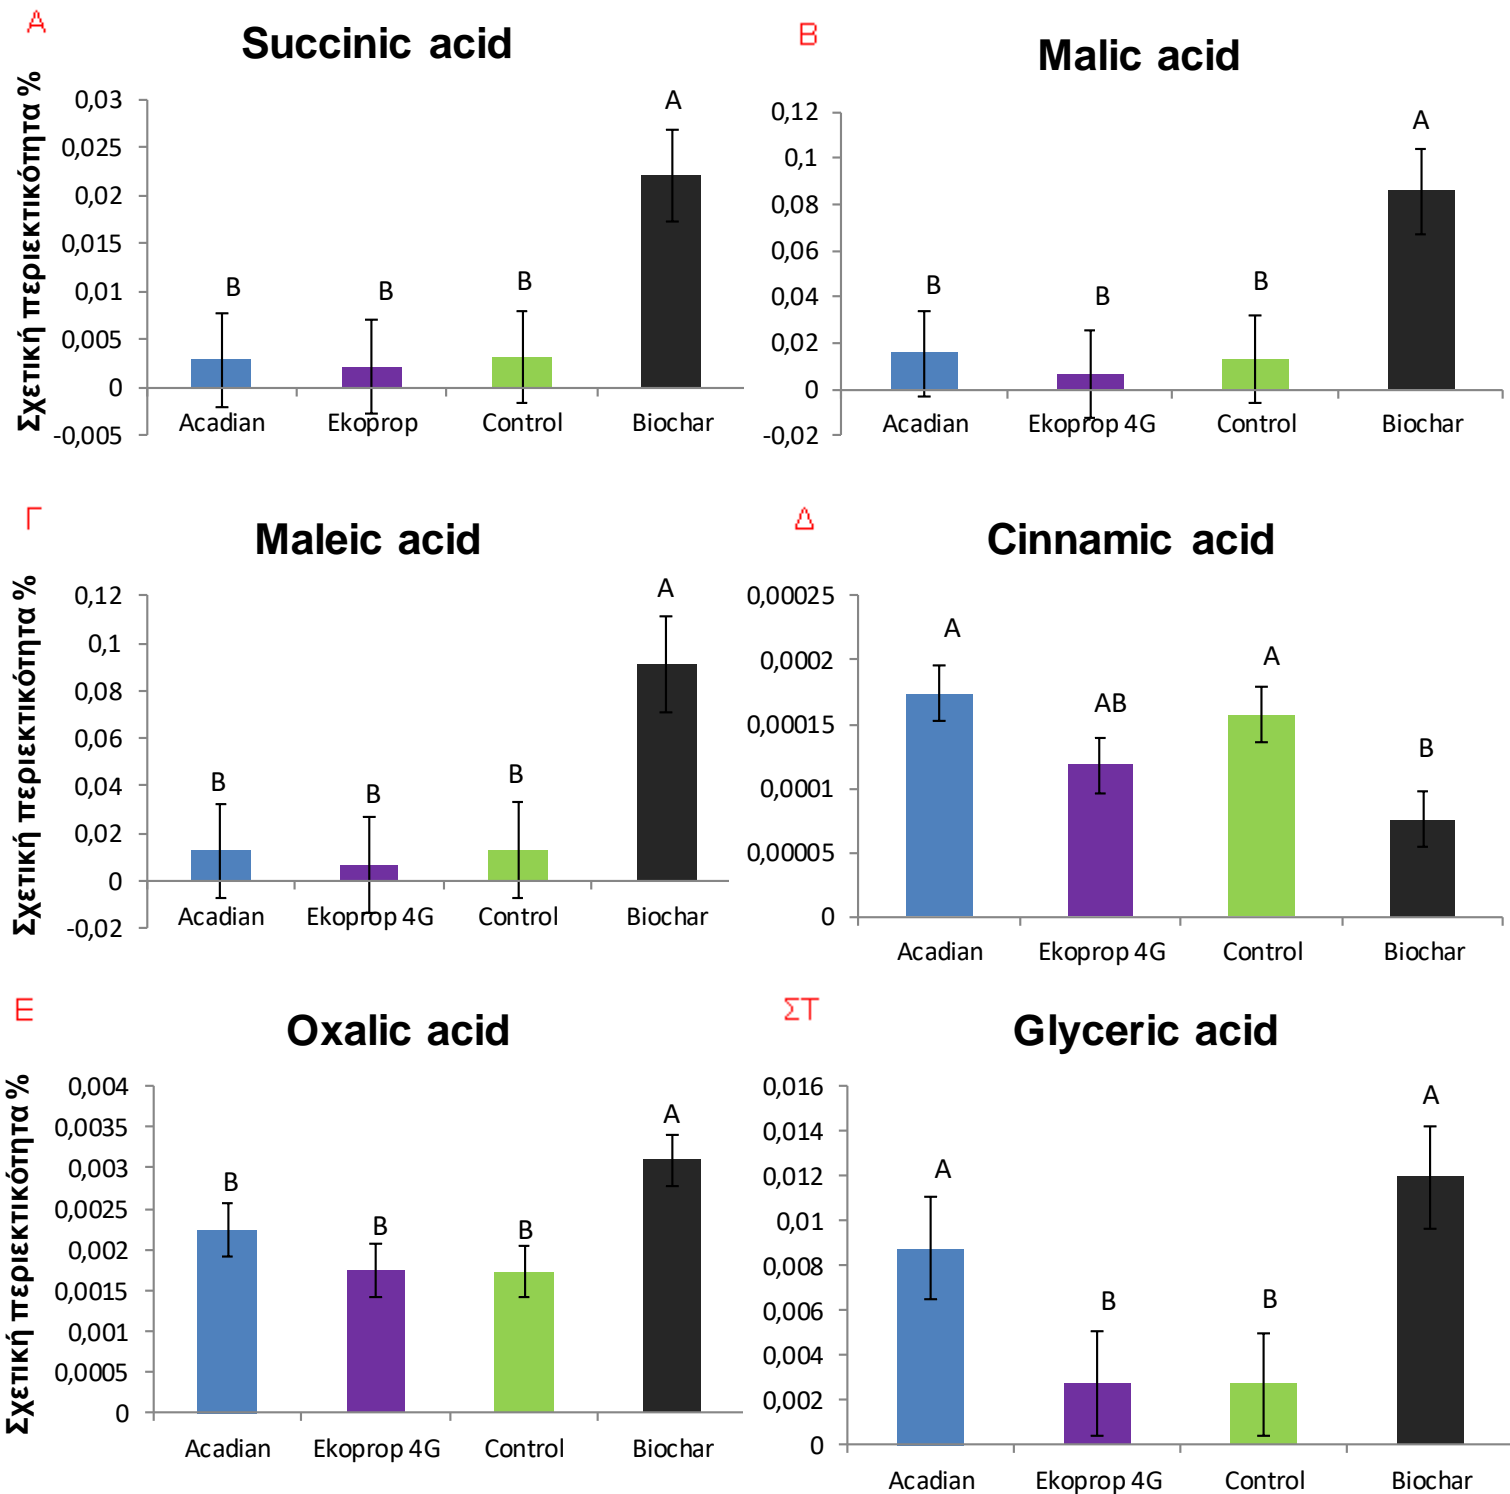 Α
Succinic acid
Σχετική περιεκτικότητα %
0,03
0,025
0,02
0,015
0,01
0,005
0
-0,005
B
B
B
A
Acadian
Ekoprop
Control
Biochar
Β
Malic acid
0,12
0,1
0,08
0,06
0,04
0,02
0
-0,02
B
B
B
A
Acadian
Ekoprop 4G
Control
Biochar
Γ
Maleic acid
Σχετική περιεκτικότητα %
0,12
0,1
0,08
0,06
0,04
0,02
0
-0,02
B
B
B
A
Acadian
Ekoprop 4G
Control
Biochar
Δ
Cinnamic acid
0,00025
0,0002
0,00015
0,0001
0,00005
0
A
AB
A
B
Acadian
Ekoprop 4G
Control
Biochar
Ε
Oxalic acid
Σχετική περιεκτικότητα %
0,004
0,0035
0,003
0,0025
0,002
0,0015
0,001
0,0005
0
B
B
B
A
Acadian
Ekoprop 4G
Control
Biochar
ΣΤ
Glyceric acid
0,016
0,014
0,012
0,01
0,008
0,006
0,004
0,002
0
A
B
B
A
Acadian
Ekoprop 4G
Control
Biochar